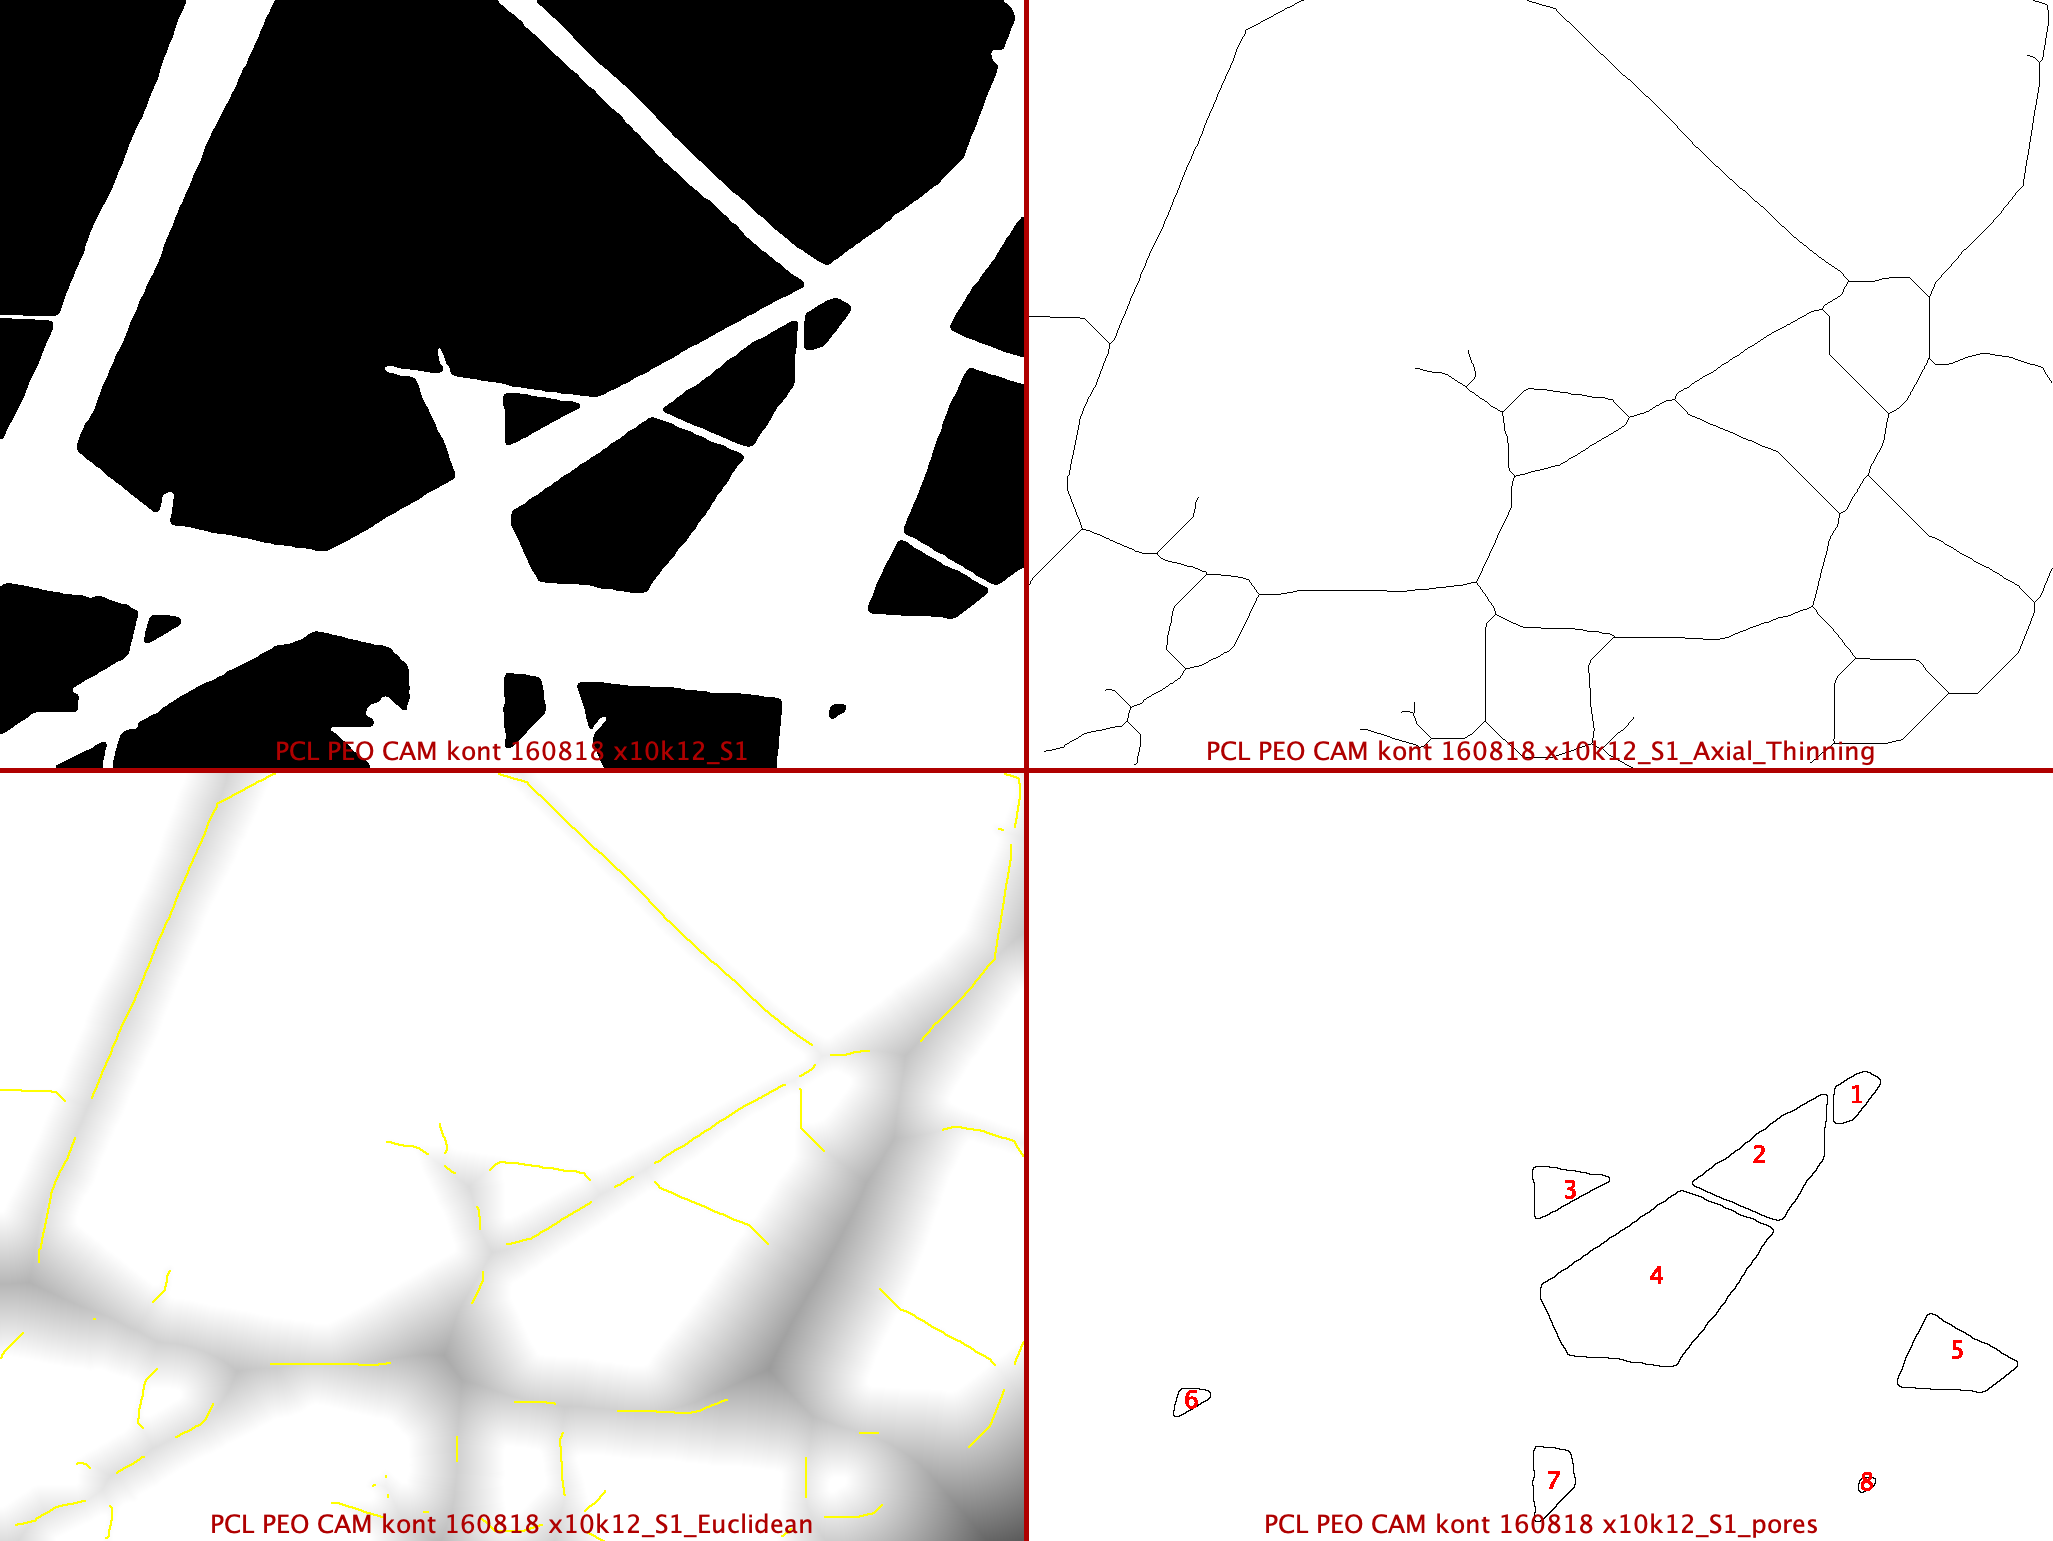 PCL PEO CAM kont 160818 x10k12_S1
PCL PEO CAM kont 160818 x10k12_S1_Axial_Thinning
PCL PEO CAM kont 160818 x10k12_S1_Euclidean
1
2
3
4
5
6
7
8
PCL PEO CAM kont 160818 x10k12_S1_pores